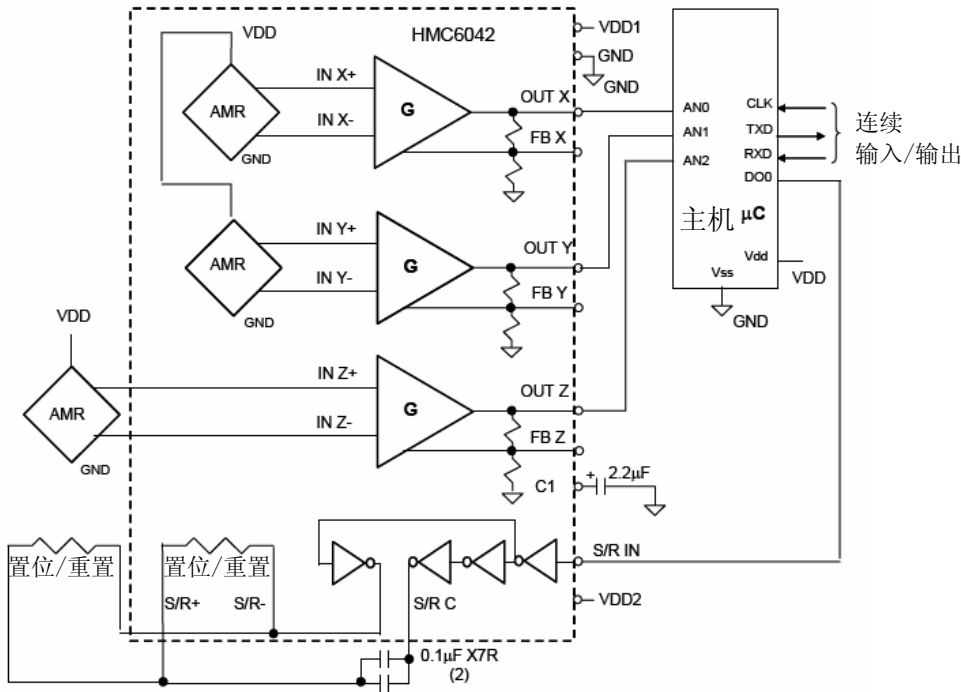 VDD
HMC6042
VDD1
GND
GND
AMR
GND
IN X+
IN X-
G
OUT X
FB X
AN0
AN1
AN2
CLK
TXD
RXD
DO0
连续
输入/输出
主机 μC
Vdd
VDD
Vss
GND
AMR
GND
IN Y+
IN Y-
G
OUT Y
FB Y
VDD
AMR
GND
IN Z+
IN Z-
G
OUT Z
FB Z
C1
+ 2.2μF
置位/重置
置位/重置
S/R+
S/R-
S/R C
S/R IN
VDD2
0.1μF X7R
(2)